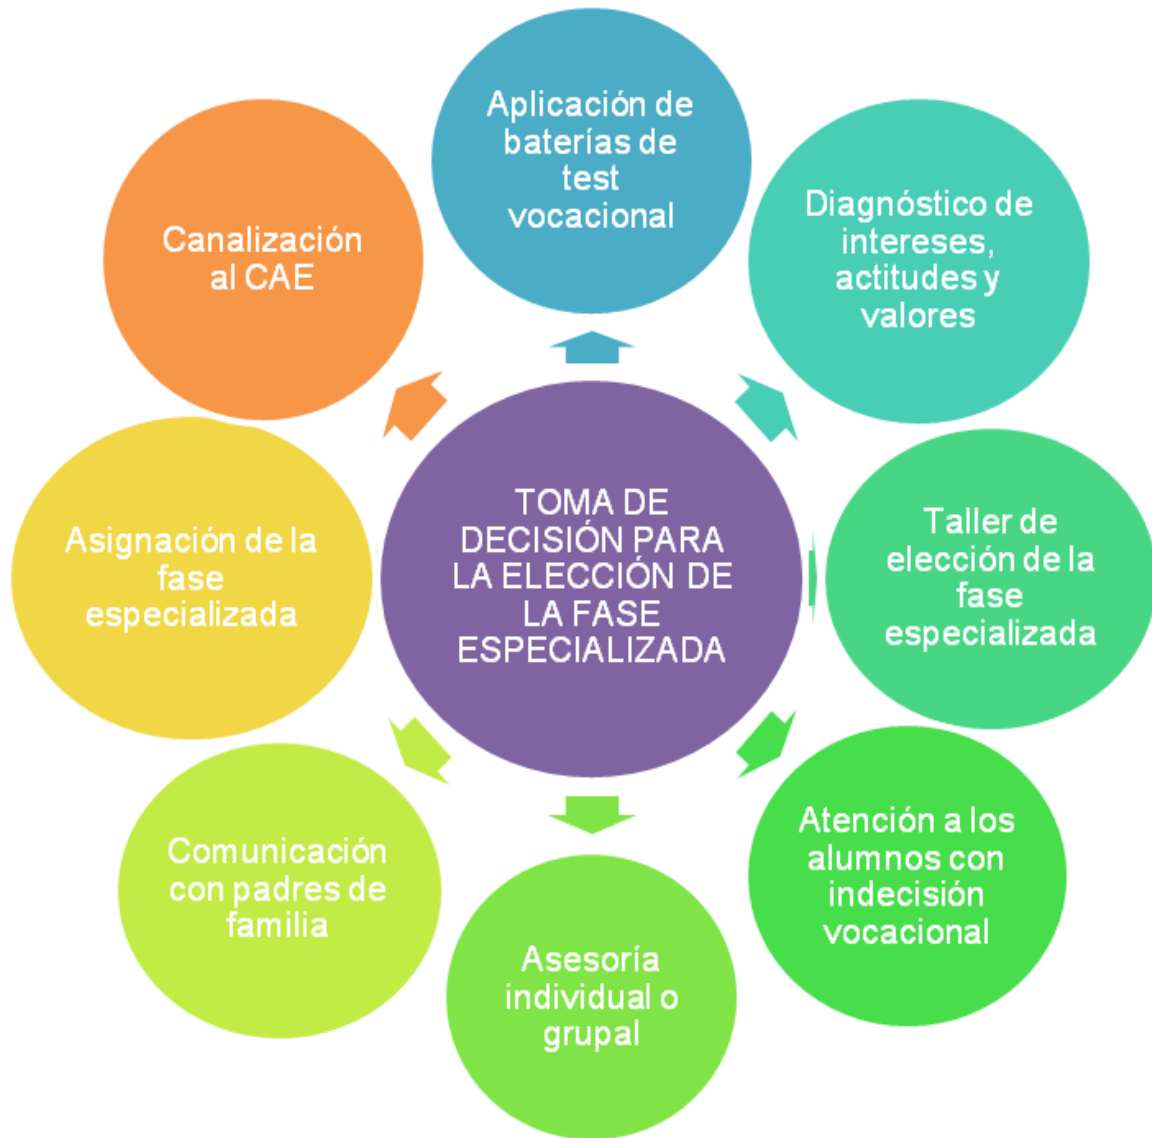 Aplicación de
baterías de
test
vocacional
Diagnóstico de
intereses,
actitudes y
valores
Taller de
elección de la
fase
especializada
Atención a los
alumnos con
indecisión
vocacional
Asesoría
individual o
grupal
Comunicación
con padres de
familia
Asignación de la
fase
especializada
Canalización
al CAE
TOMA DE
DECISIÓN PARA
LA ELECCIÓN DE
LA FASE
ESPECIALIZADA